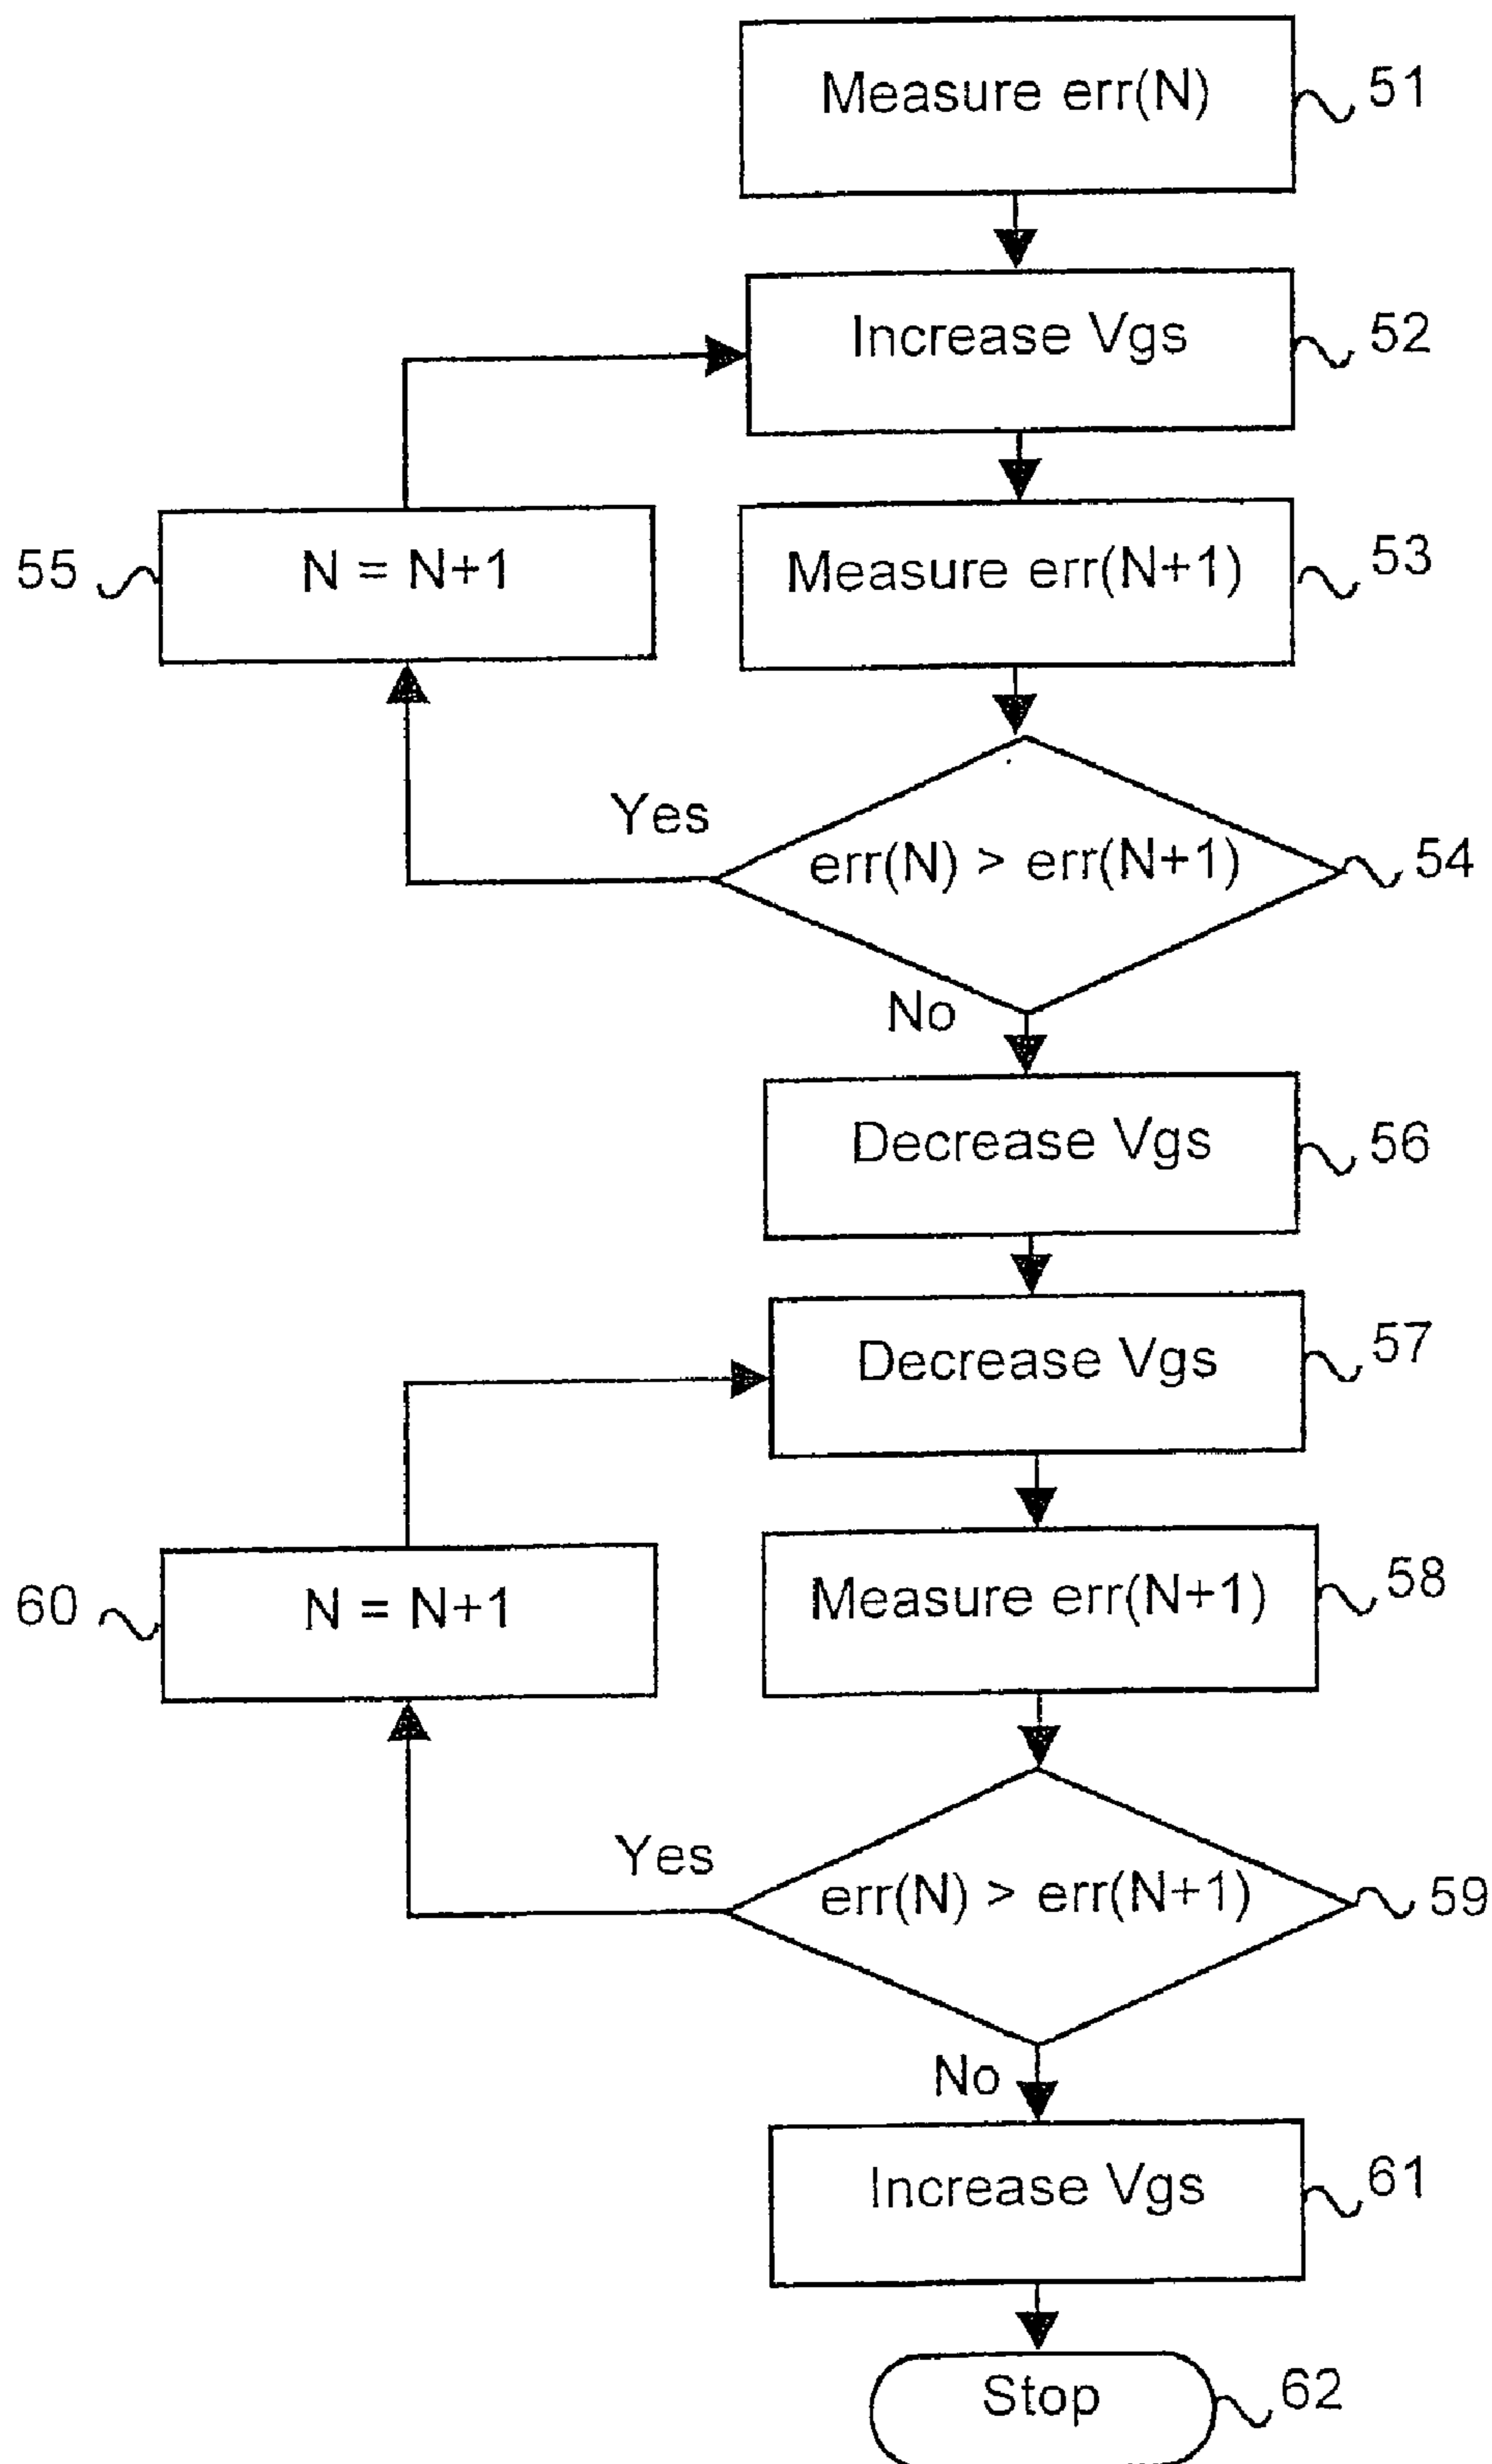 Measure err(N)
51
Increase Vgs
52
N = N+1
55
Measure err(N+1)
53
Yes
err(N) > err(N+1)
54
No
Decrease Vgs
56
Decrease Vgs
57
Measure err(N+1)
58
60
N = N+1
Yes
err(N) > err(N+1)
59
No
Increase Vgs
61
Stop
62